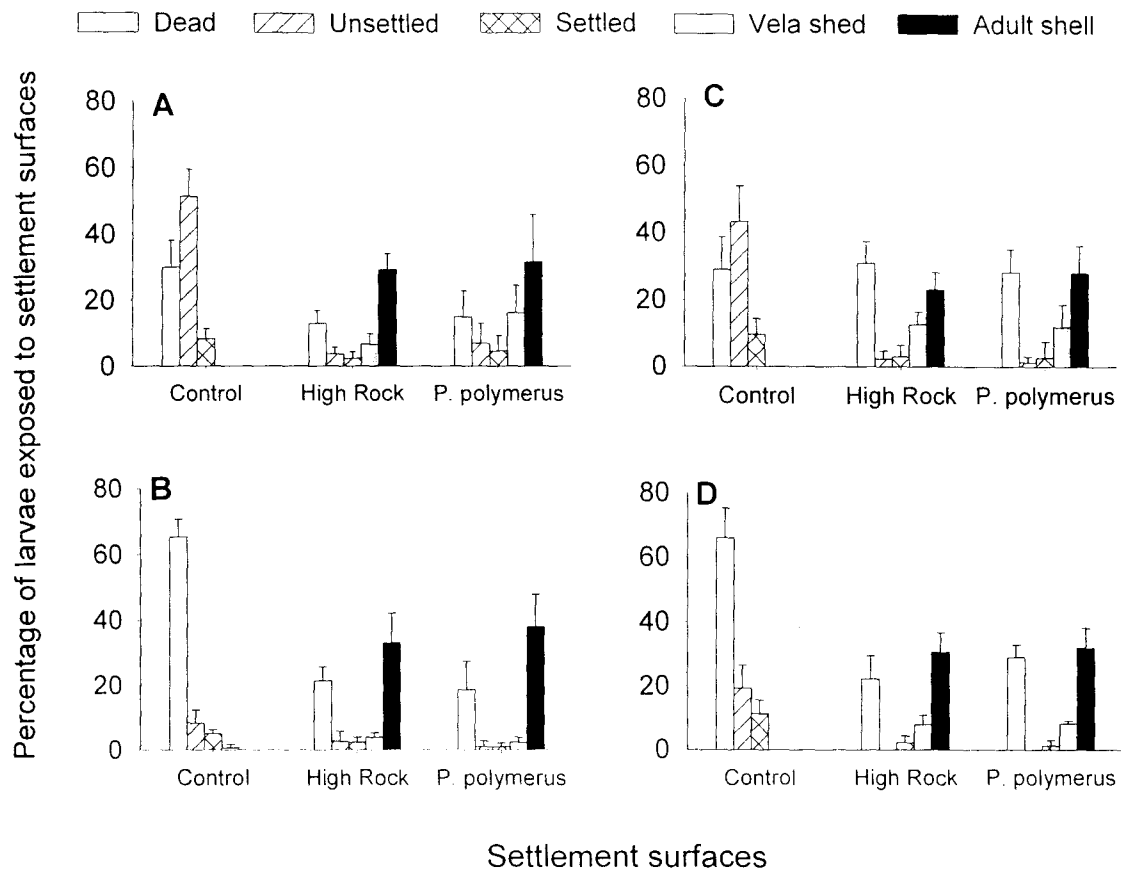 Dead Unsettled Settled Vela shed Adult shell
Percentage of larvae exposed to settlement surfaces
A
80
60
40
20
0
Control High Rock P. polymerus
C
80
60
40
20
0
Control High Rock P. polymerus
B
80
60
40
20
0
Control High Rock P. polymerus
D
80
60
40
20
0
Control High Rock P. polymerus
Settlement surfaces